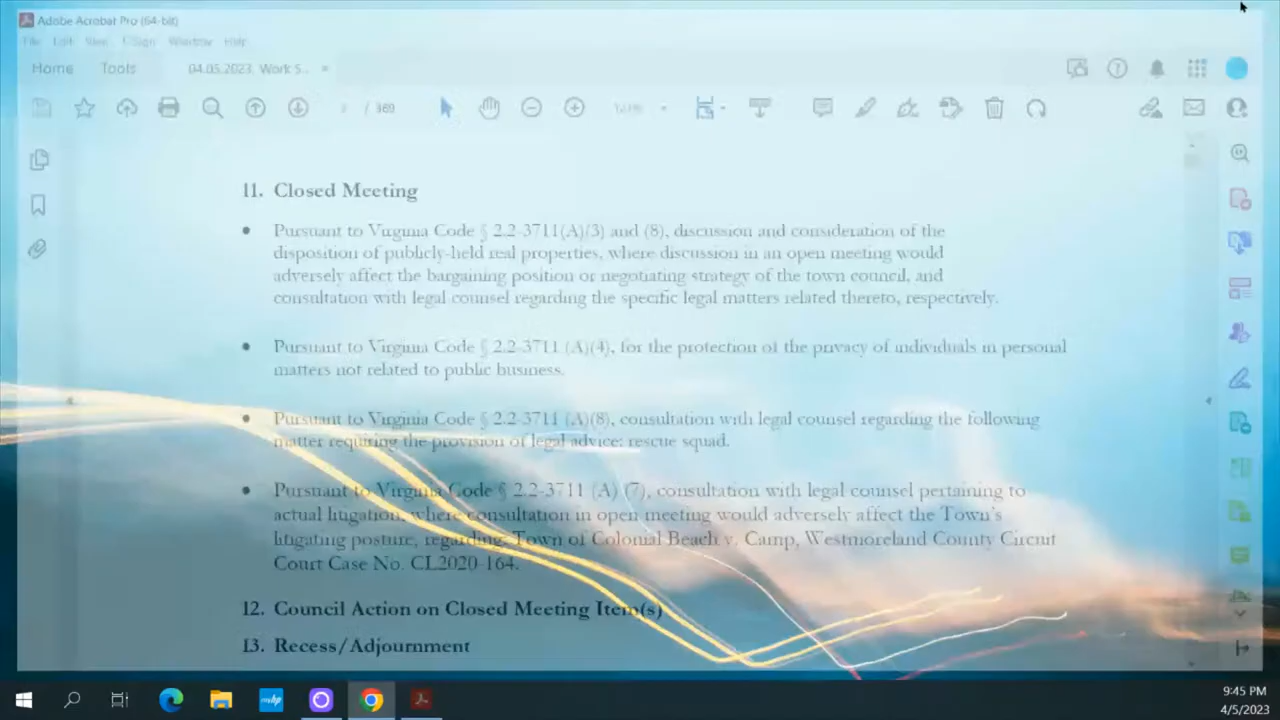 Adobe Acrobat Pro (64-bit)
File Edit View E-Sign Window Help
Home Tools 04.05.2023, Work S... ×
/ 369
11. Closed Meeting
• Pursuant to Virginia Code § 2.2-3711(A)(3) and (8), discussion and consideration of the
disposition of publicly-held real properties, where discussion in an open meeting would
adversely affect the bargaining position or negotiating strategy of the town council, and
consultation with legal counsel regarding the specific legal matters related thereto, respectively.
• Pursuant to Virginia Code § 2.2-3711 (A)(4), for the protection of the privacy of individuals in personal
matters not related to public business.
• Pursuant to Virginia Code § 2.2-3711 (A)(8), consultation with legal counsel regarding the following
matter requiring the provision of legal advice: rescue squad.
• Pursuant to Virginia Code § 2.2-3711 (A) (7), consultation with legal counsel pertaining to
actual litigation, where consultation in open meeting would adversely affect the Town's
litigating posture, regarding: Town of Colonial Beach v. Camp, Westmoreland County Circuit
Court Case No. CL2020-164.
12. Council Action on Closed Meeting Item(s)
13. Recess/Adjournment
myhp
9:45 PM
4/5/2023